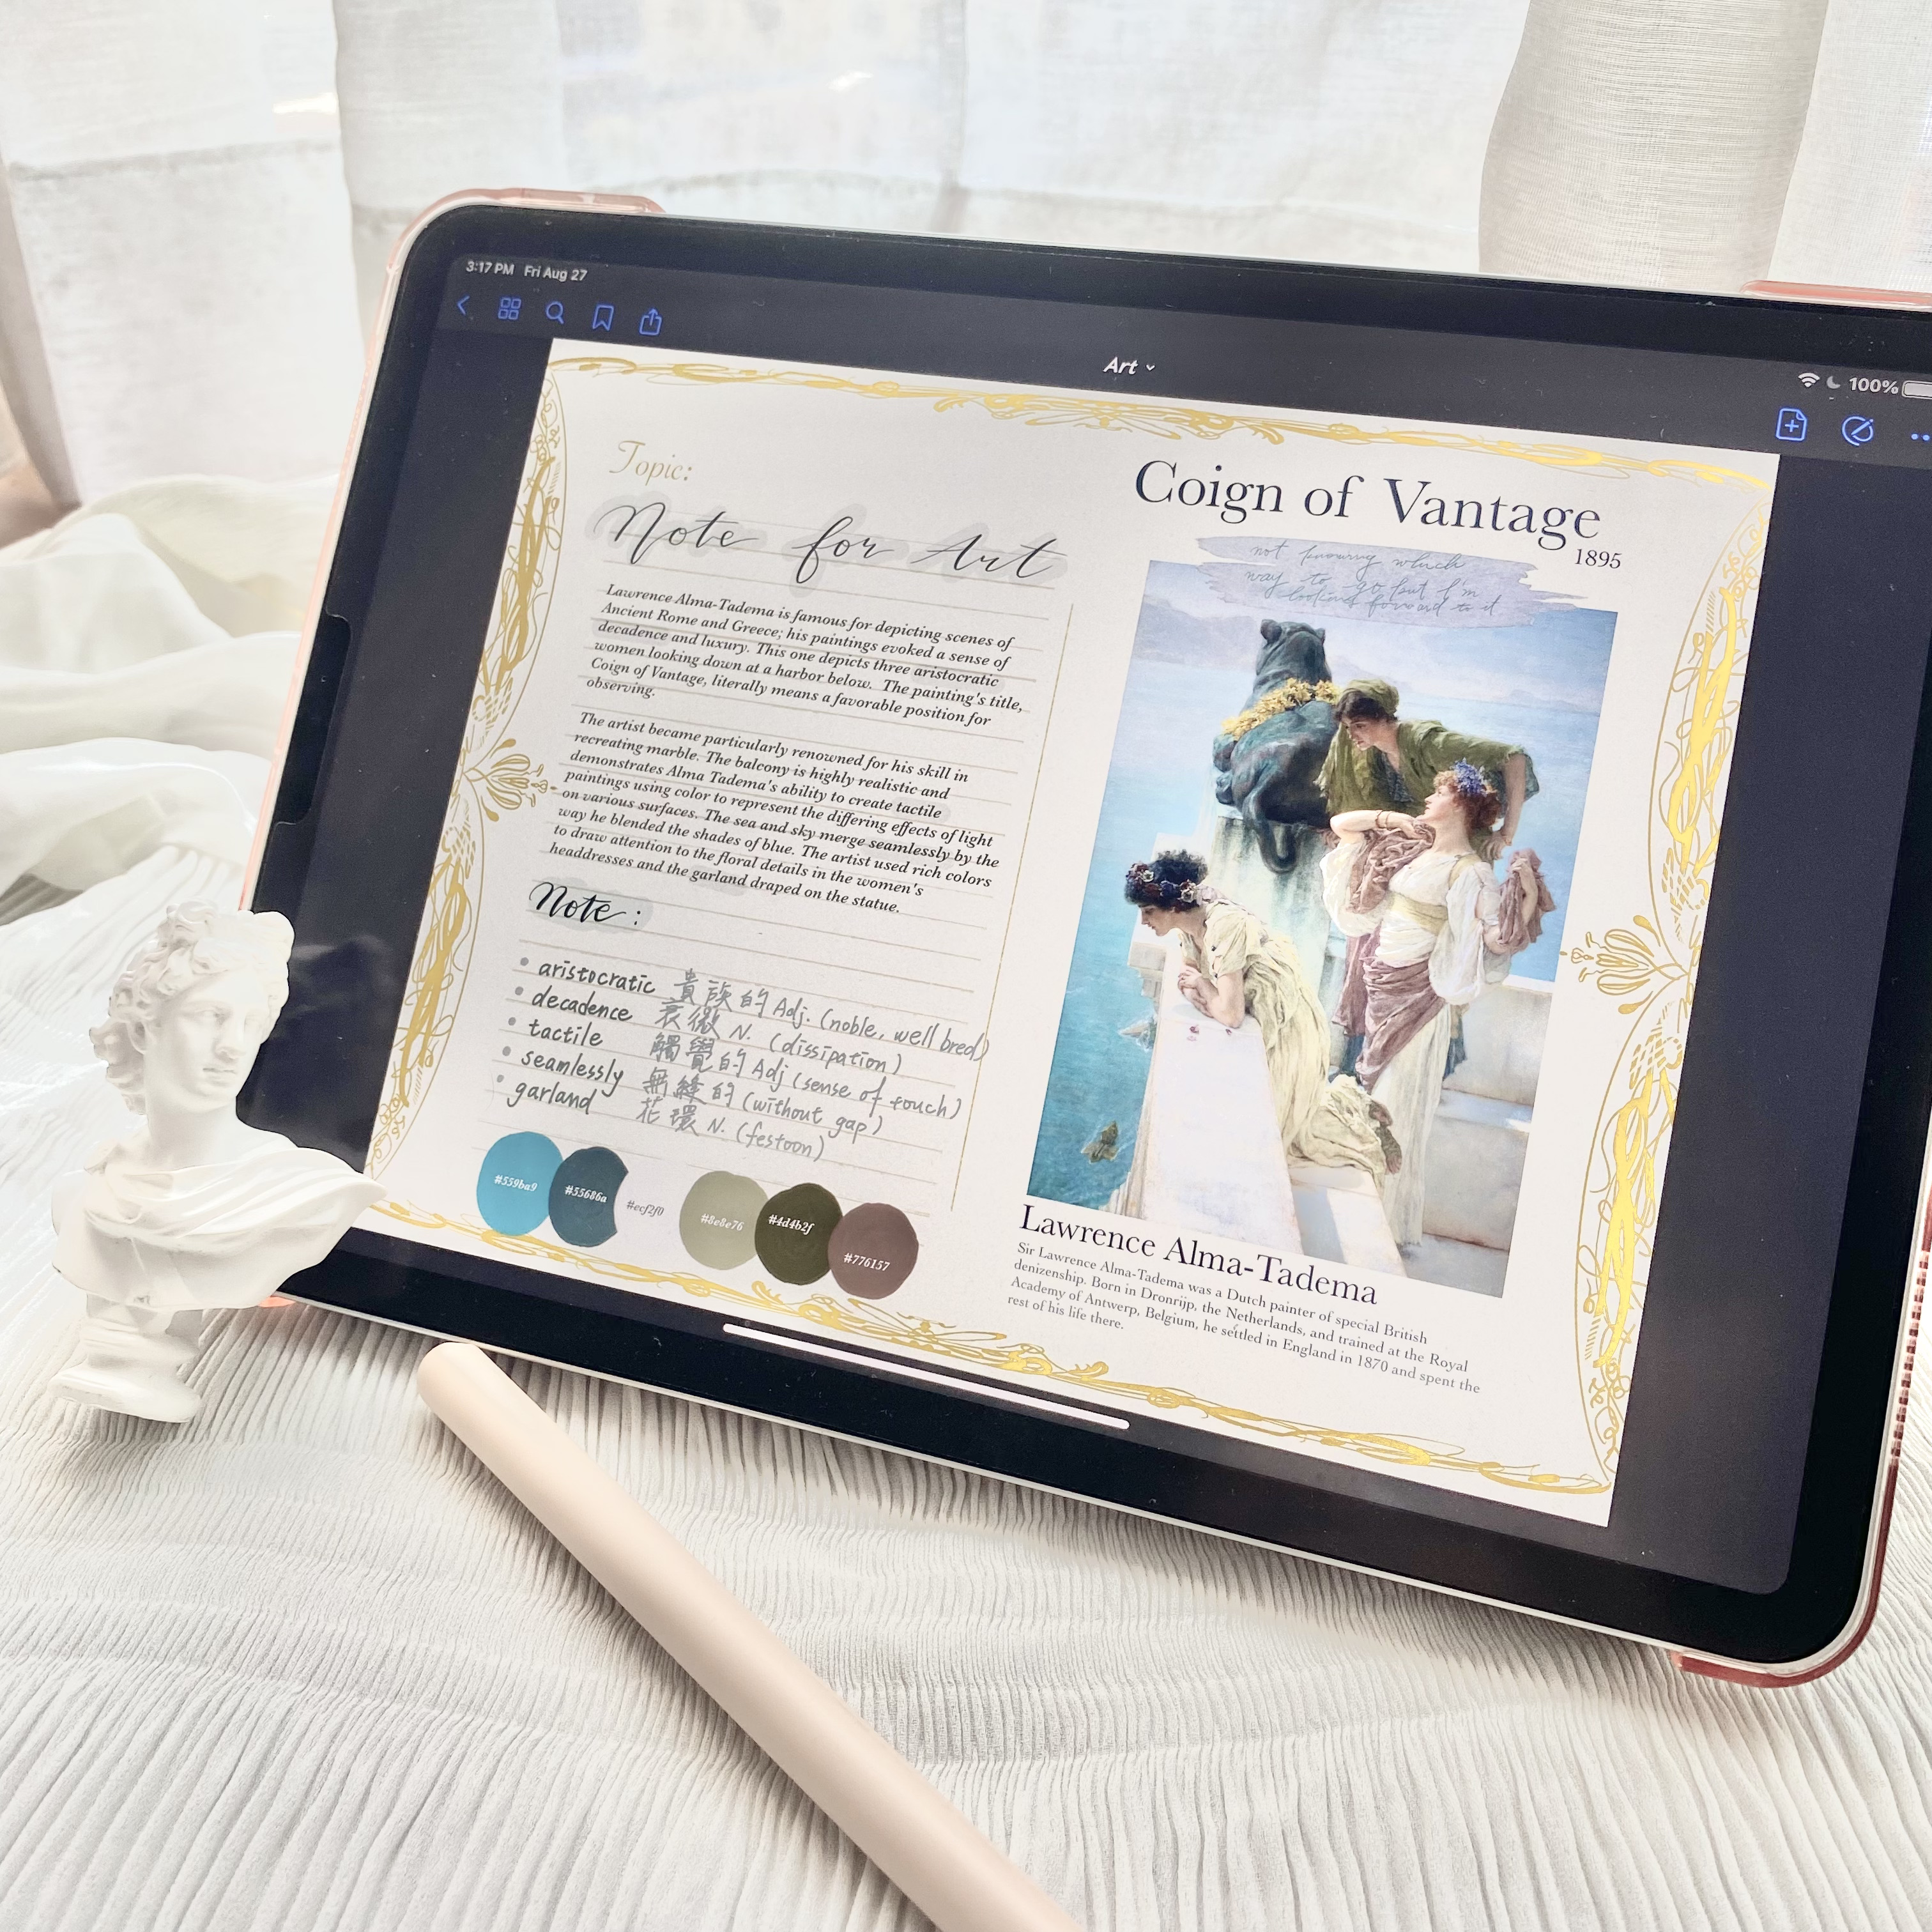 3:17 PM Fri Aug 27
Art
100%
Topic:
Note for Art
Lawrence Alma-Tadema is famous for depicting scenes of
Ancient Rome and Greece; his paintings evoked a sense of
decadence and luxury. This one depicts three aristocratic
women looking down at a harbor below. The painting's title,
Coign of Vantage, literally means a favorable position for
observing.
The artist became particularly renowned for his skill in
recreating marble. The balcony is highly realistic and
demonstrates Alma Tadema's ability to create tactile
paintings using color to represent the differing effects of light
on various surfaces. The sea and sky merge seamlessly by the
way he blended the shades of blue. The artist used rich colors
to draw attention to the floral details in the women's
headdresses and the garland draped on the statue.
Note:
• aristocratic 貴族的 Adj. (noble, well bred)
• decadence 衰微 N. (dissipation)
• tactile 觸覺的 Adj (sense of touch)
• seamlessly 無縫的 (without gap)
• garland 花環 N. (festoon)
#559ba9
#55686a
#ecf2f0
#8e8e76
#4d4b2f
#776157
Coign of Vantage
1895
not knowing which
way to go but I'm
looking forward to it
Lawrence Alma-Tadema
Sir Lawrence Alma-Tadema was a Dutch painter of special British
denizenship. Born in Dronrijp, the Netherlands, and trained at the Royal
Academy of Antwerp, Belgium, he settled in England in 1870 and spent the
rest of his life there.